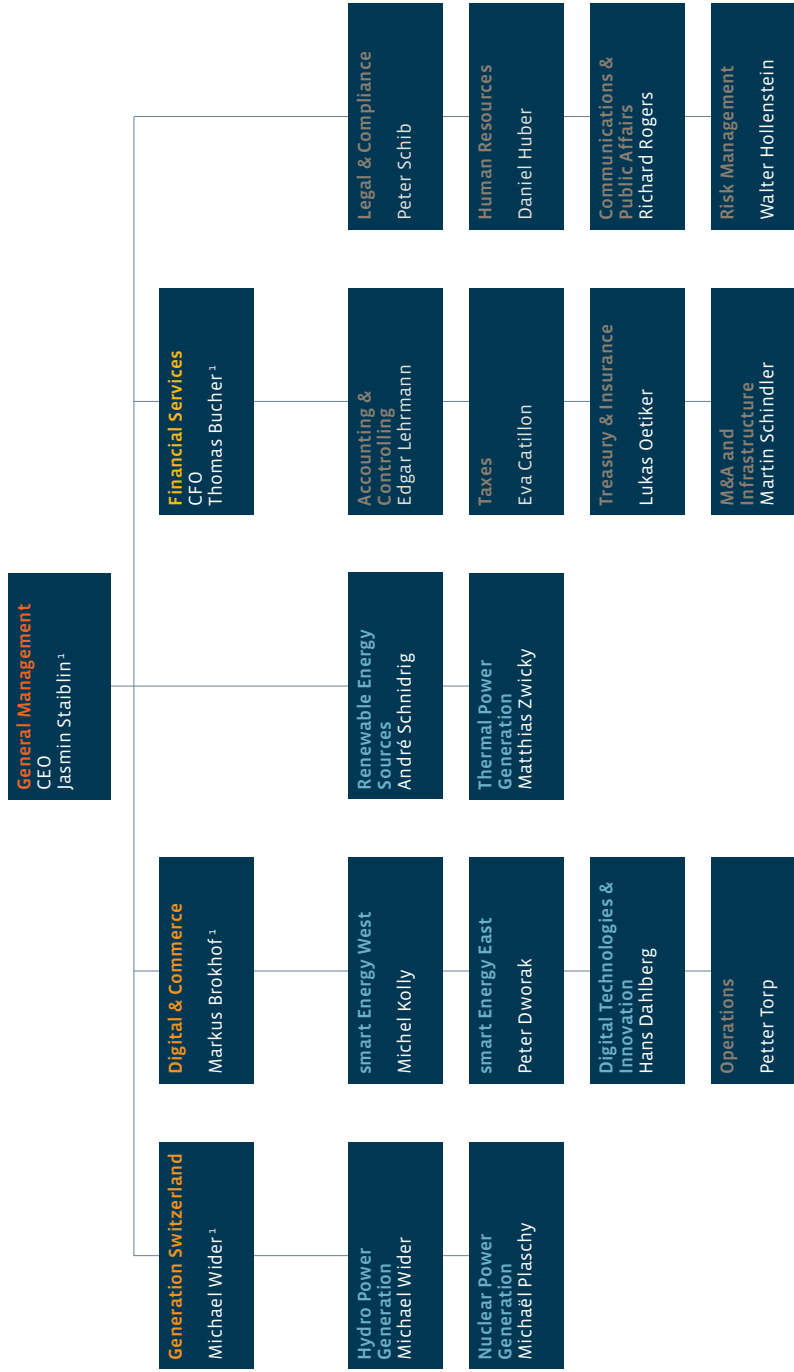 General Management
CEO
Jasmin Staiblin¹
Generation Switzerland
Michael Wider¹
Digital & Commerce
Markus Brokhof¹
Financial Services
CFO
Thomas Bucher¹
Hydro Power
Generation
Michael Wider
smart Energy West
Michel Kolly
Renewable Energy
Sources
André Schnidrig
Accounting &
Controlling
Edgar Lehrmann
Legal & Compliance
Peter Schib
Nuclear Power
Generation
Michaël Plaschy
smart Energy East
Peter Dworak
Thermal Power
Generation
Matthias Zwicky
Taxes
Eva Catillon
Human Resources
Daniel Huber
Digital Technologies &
Innovation
Hans Dahlberg
Treasury & Insurance
Lukas Oetiker
Communications &
Public Affairs
Richard Rogers
Operations
Petter Torp
M&A and
Infrastructure
Martin Schindler
Risk Management
Walter Hollenstein